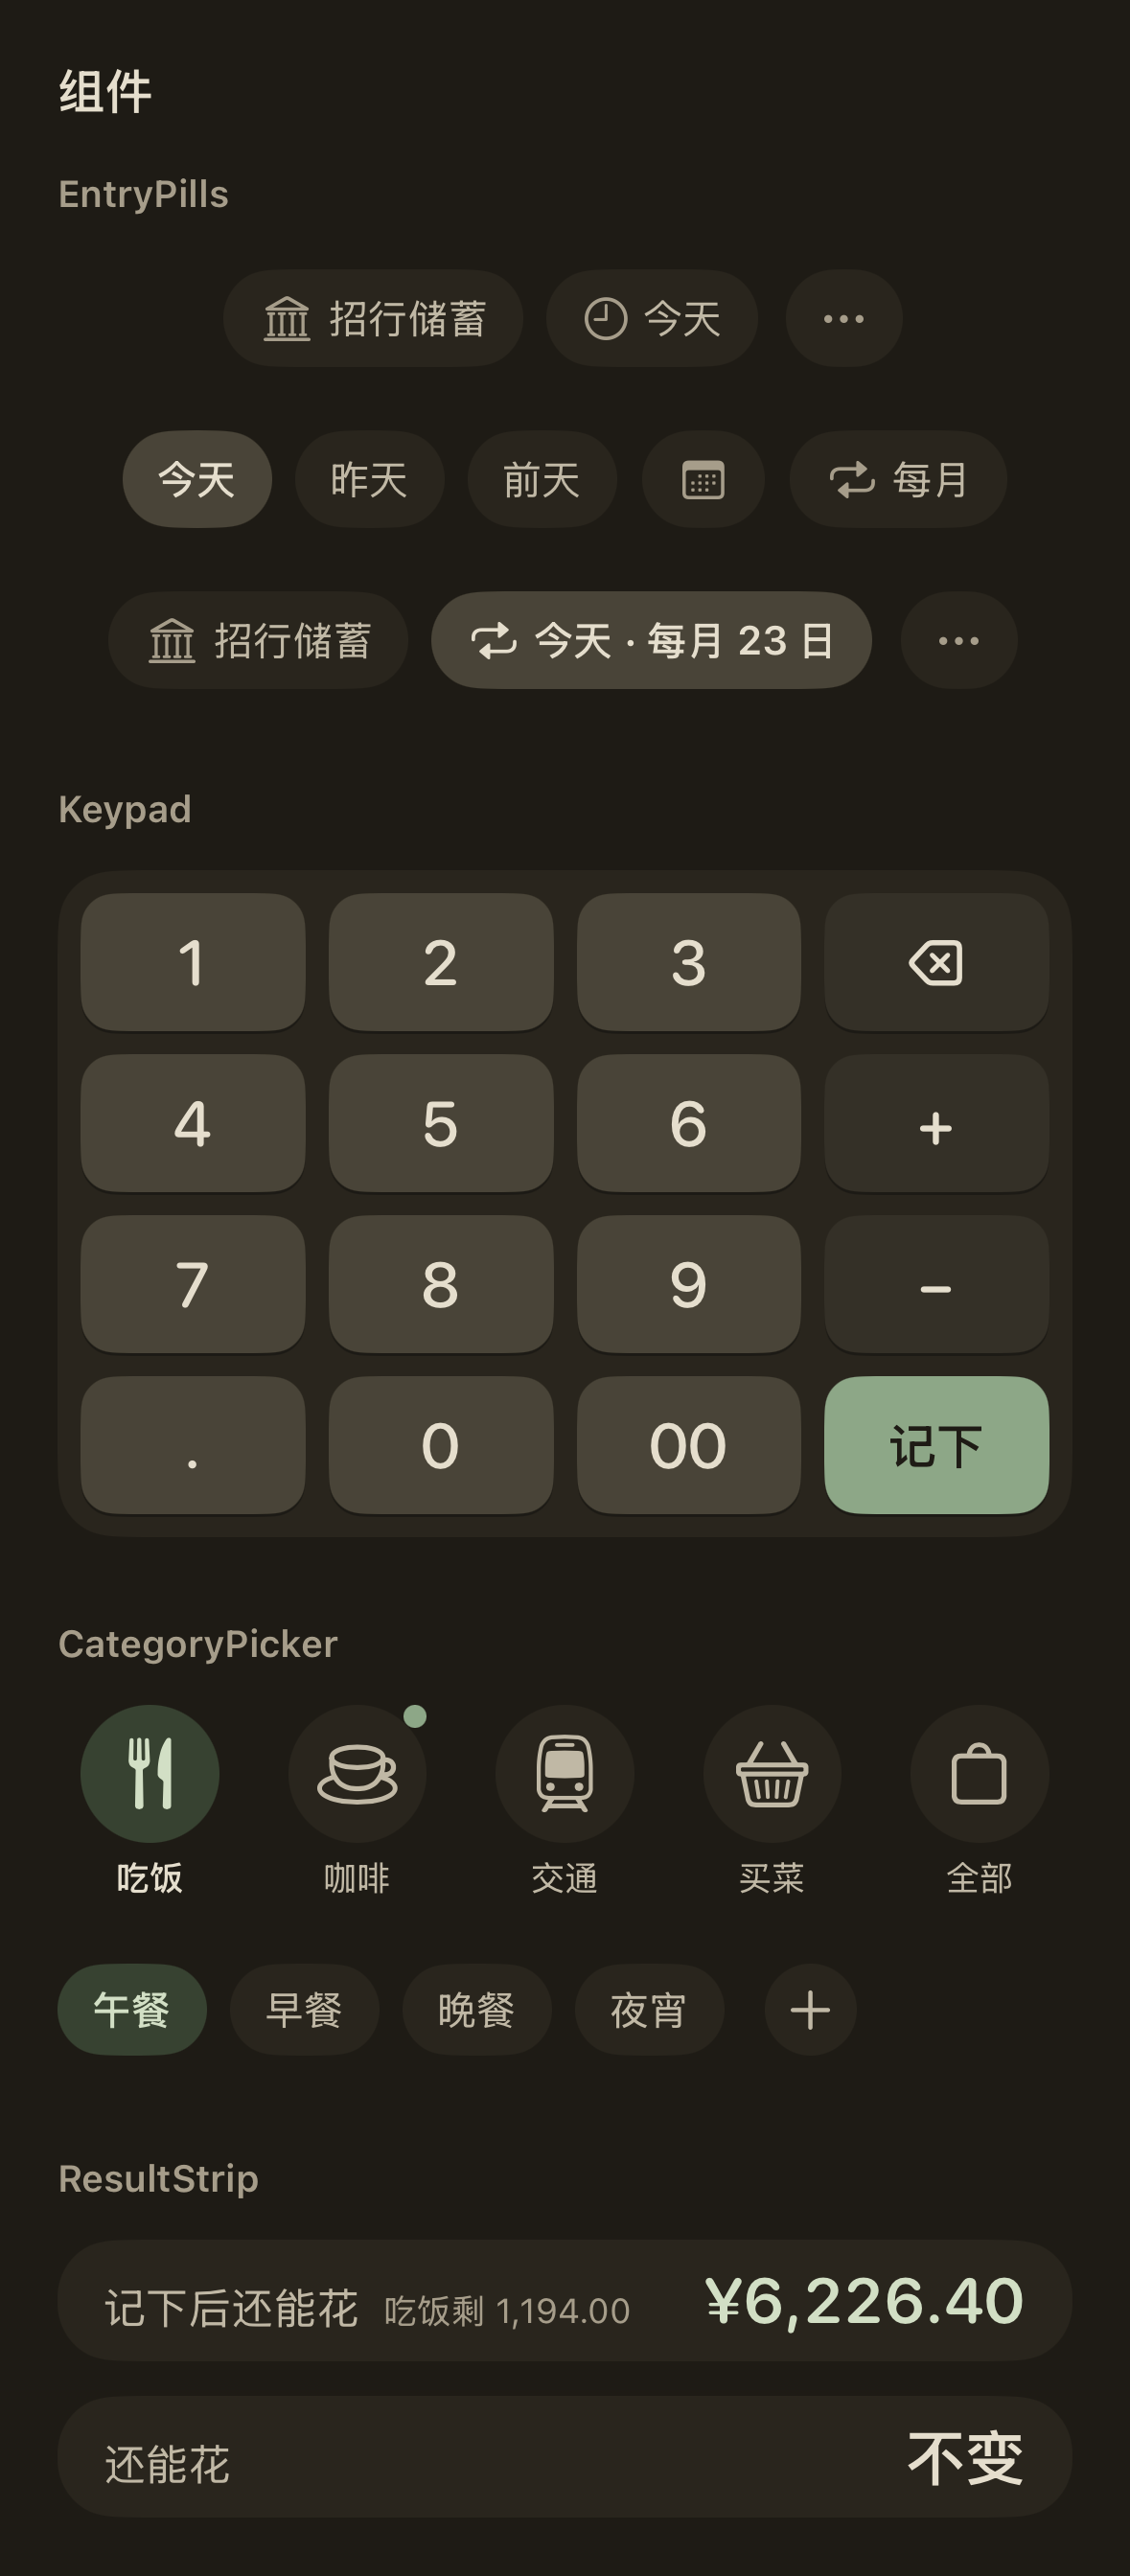 组件
EntryPills
招行储蓄 今天 ···
今天 昨天 前天 每月
招行储蓄 今天 · 每月 23 日 ···
Keypad
1 2 3
4 5 6 +
7 8 9 −
. 0 00 记下
CategoryPicker
吃饭 咖啡 交通 买菜 全部
午餐 早餐 晚餐 夜宵 +
ResultStrip
记下后还能花 吃饭剩 1,194.00 ¥6,226.40
还能花 不变